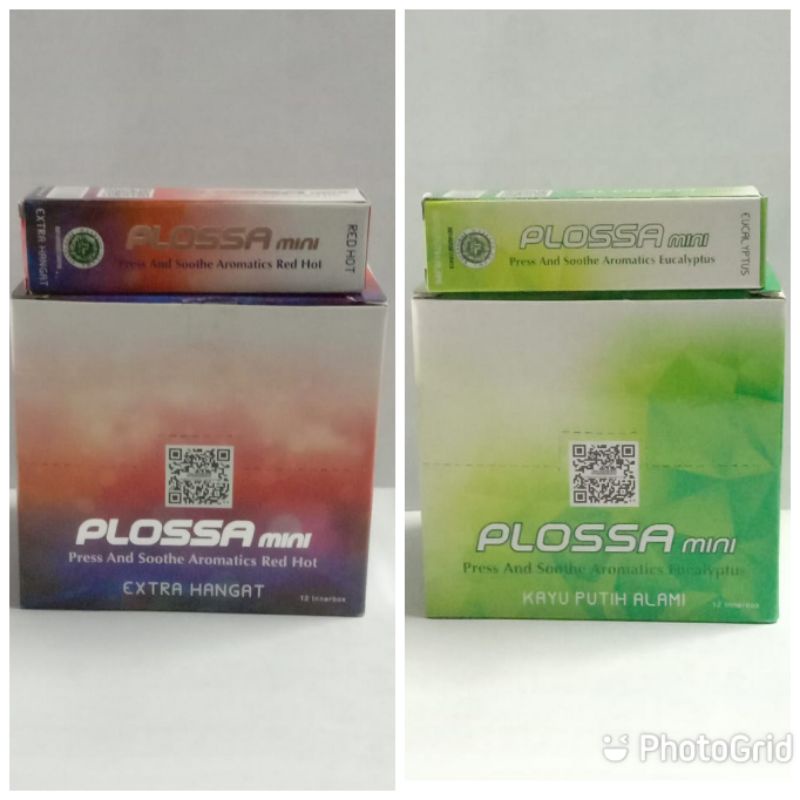 EXTRA HANGAT
PLOSSA mini
Press And Soothe Aromatics Red Hot
RED HOT
PLOSSA mini
Press And Soothe Aromatics Red Hot
EXTRA HANGAT
12 Innerbox
PLOSSA mini
Press And Soothe Aromatics Eucalyptus
EUCALYPTUS
PLOSSA mini
Press And Soothe Aromatics Eucalyptus
KAYU PUTIH ALAMI
12 Innerbox
PhotoGrid